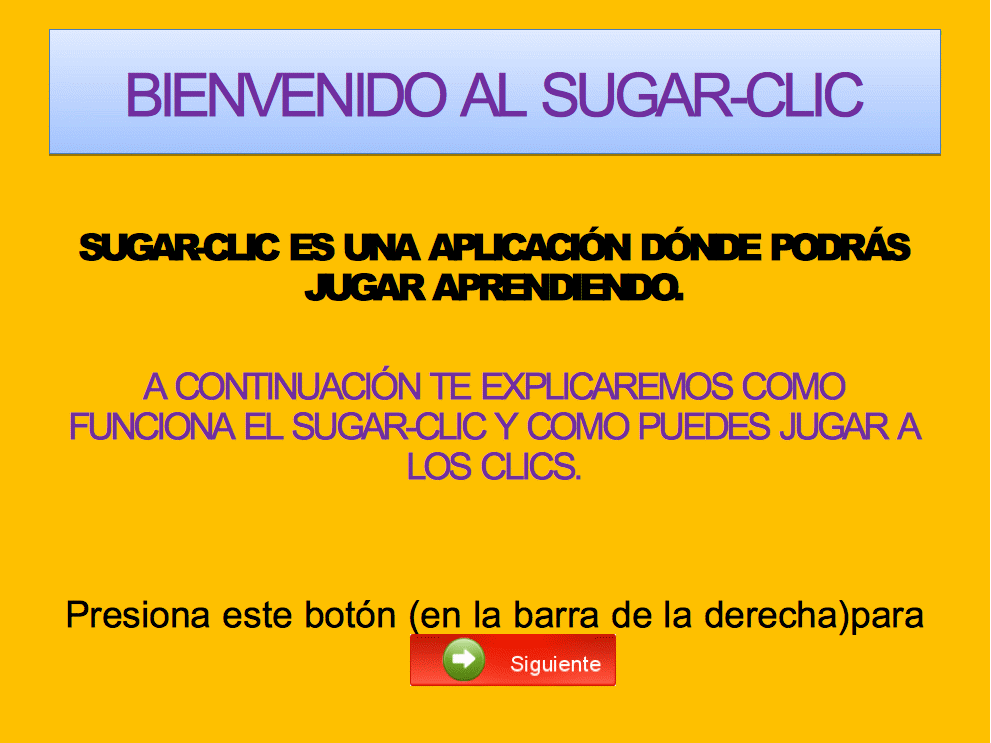 BIENVENIDO AL SUGAR-CLIC
SUGAR-CLIC ES UNA APLICACIÓN DÓNDE PODRÁS
JUGAR APRENDIENDO.
A CONTINUACIÓN TE EXPLICAREMOS COMO
FUNCIONA EL SUGAR-CLIC Y COMO PUEDES JUGAR A
LOS CLICS.
Presiona este botón (en la barra de la derecha)para
Siguiente